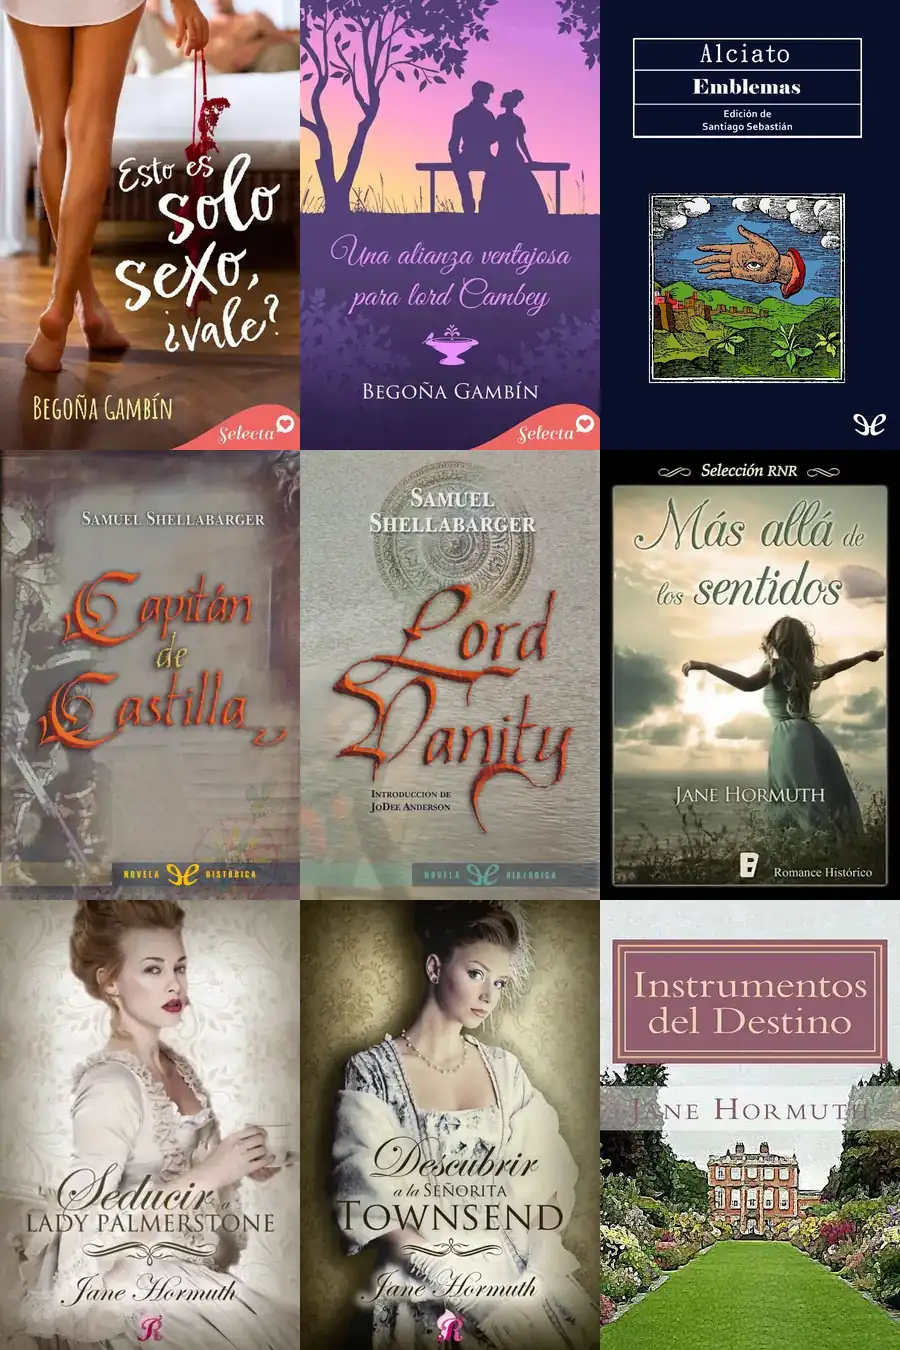 Esto es
solo
sexo,
¿vale?
BEGOÑA GAMBÍN
Selecta
Una alianza ventajosa
para lord Cambey
BEGOÑA GAMBÍN
Selecta
Alciato
Emblemas
Edición de
Santiago Sebastián
SAMUEL SHELLABARGER
Capitán
de
Castilla
NOVELA HISTÓRICA
SAMUEL
SHELLABARGER
Lord
Vanity
INTRODUCCIÓN DE
JODEE ANDERSON
NOVELA HISTÓRICA
Selección RNR
Más allá de
los sentidos
JANE HORMUTH
B
Romance Histórico
Seducir a
LADY PALMERSTONE
Jane Hormuth
R
Descubrir
a la SEÑORITA
TOWNSEND
Jane Hormuth
R
Instrumentos
del Destino
JANE HORMUTH